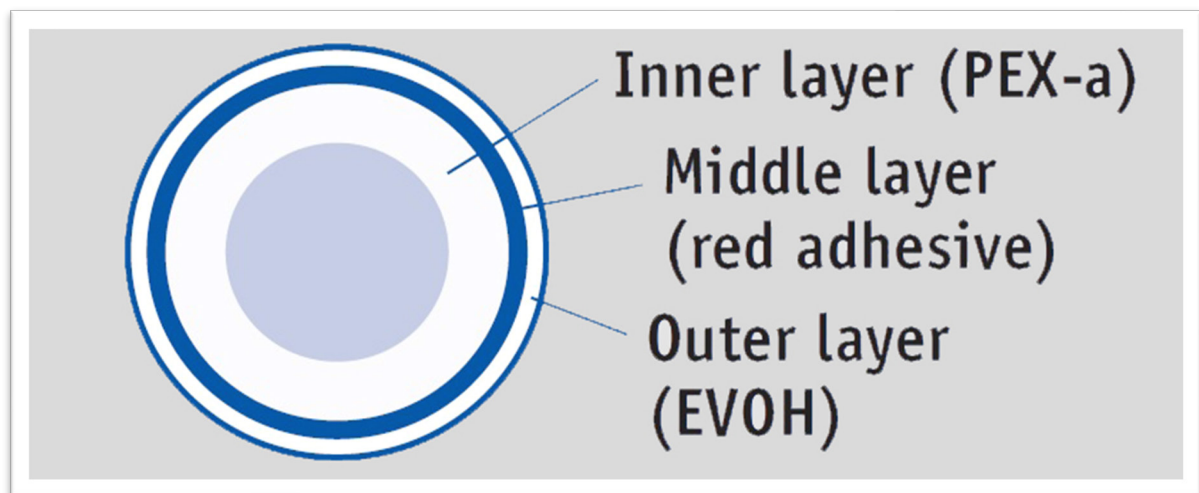 Inner layer (PEX-a)
Middle layer
(red adhesive)
Outer layer
(EVOH)